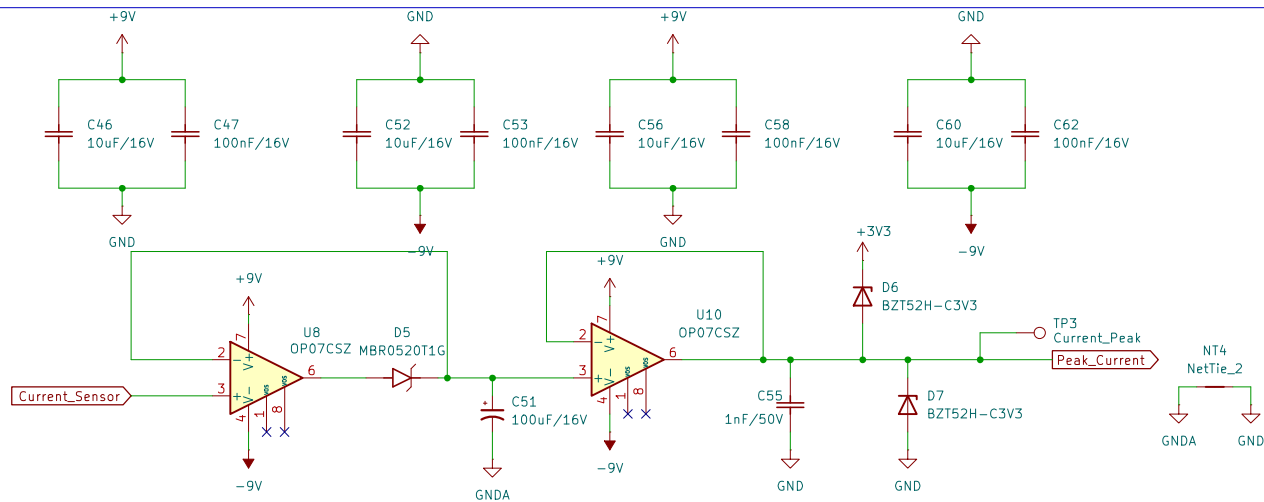 +9V
GND
+9V
GND
C46
10uF/16V
C47
100nF/16V
C52
10uF/16V
C53
100nF/16V
C56
10uF/16V
C58
100nF/16V
C60
10uF/16V
C62
100nF/16V
GND
-9V
GND
-9V
+9V
+9V
+3V3
U8
OP07CSZ
D5
MBR0520T1G
U10
OP07CSZ
D6
BZT52H-C3V3
TP3
Current_Peak
Peak_Current
NT4
NetTie_2
Current_Sensor
2
3
7
4
6
1
8
−
+
V+
V-
VOS
VOS
2
3
7
4
6
1
8
−
+
V+
V-
VOS
VOS
+
C51
100uF/16V
C55
1nF/50V
D7
BZT52H-C3V3
GNDA
GND
-9V
GNDA
-9V
GND
GND